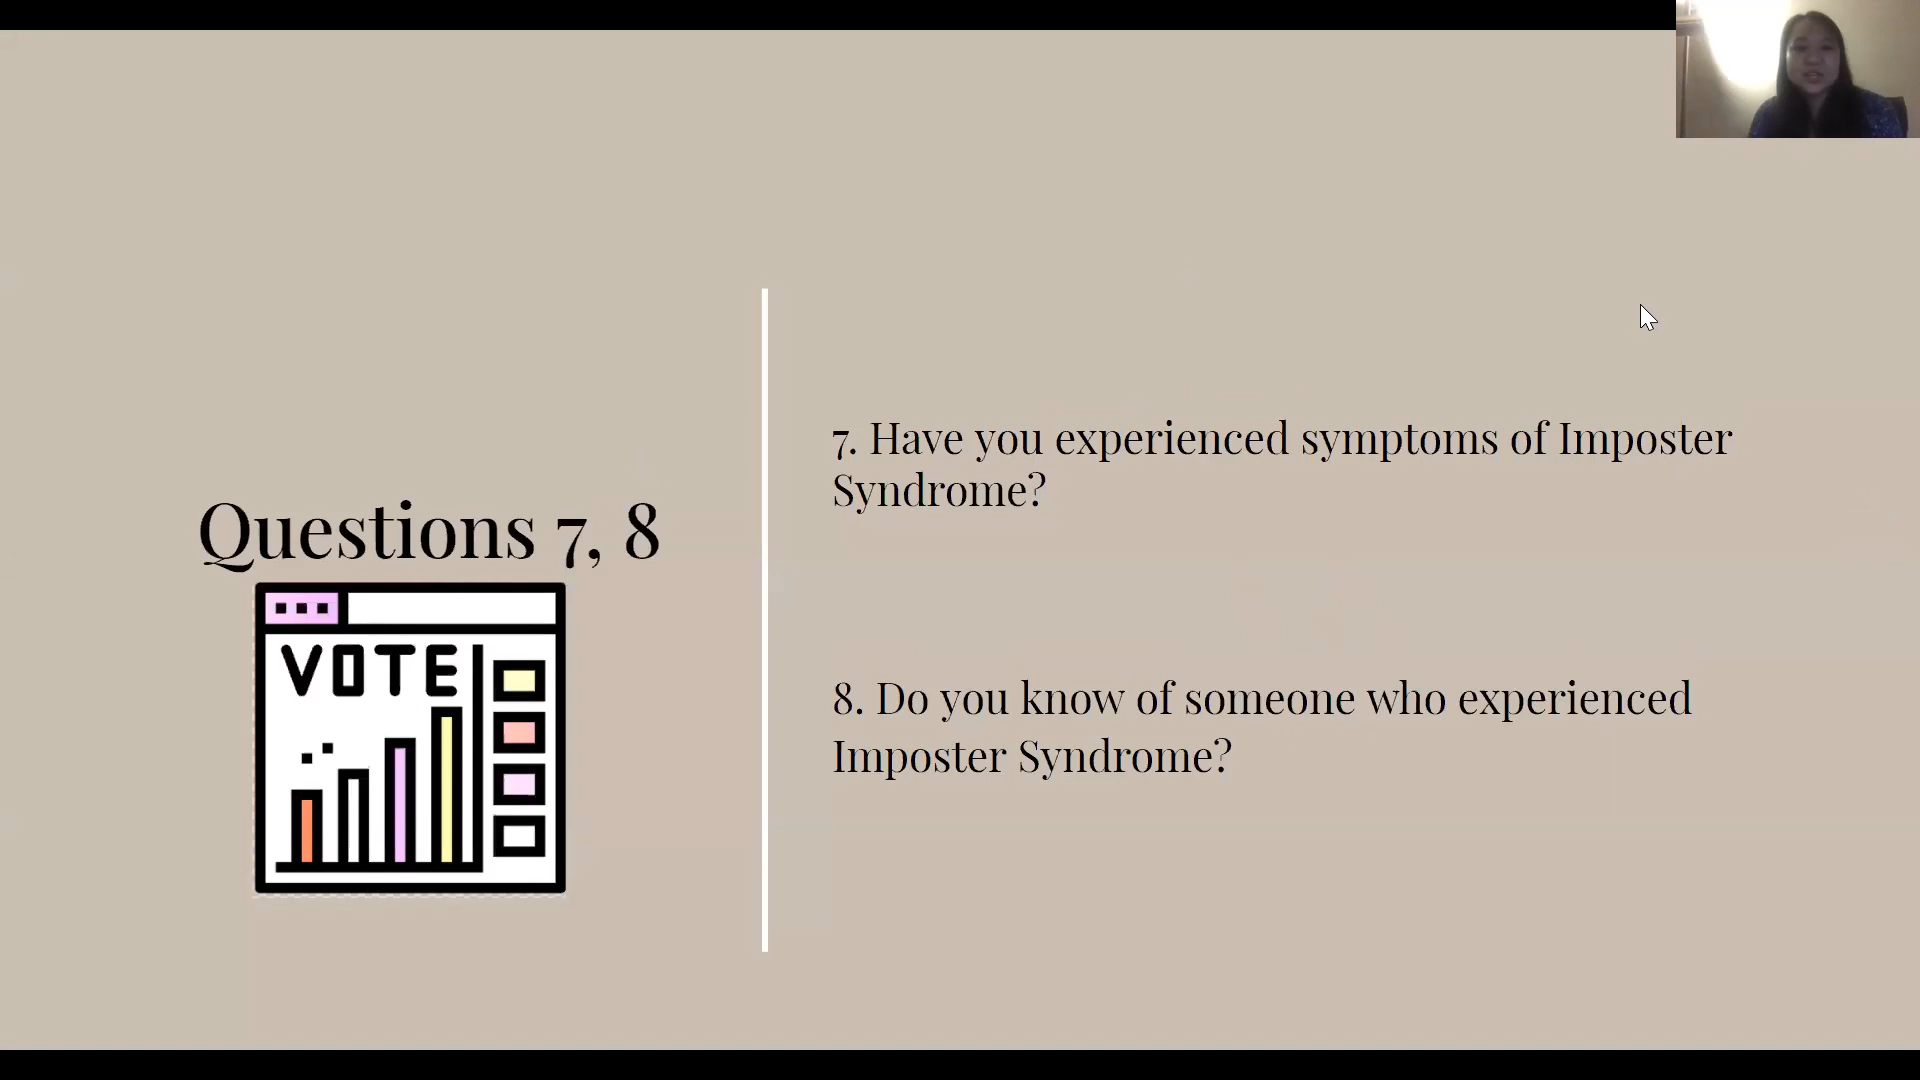 Questions 7, 8
VOTE
7. Have you experienced symptoms of Imposter
Syndrome?
8. Do you know of someone who experienced
Imposter Syndrome?